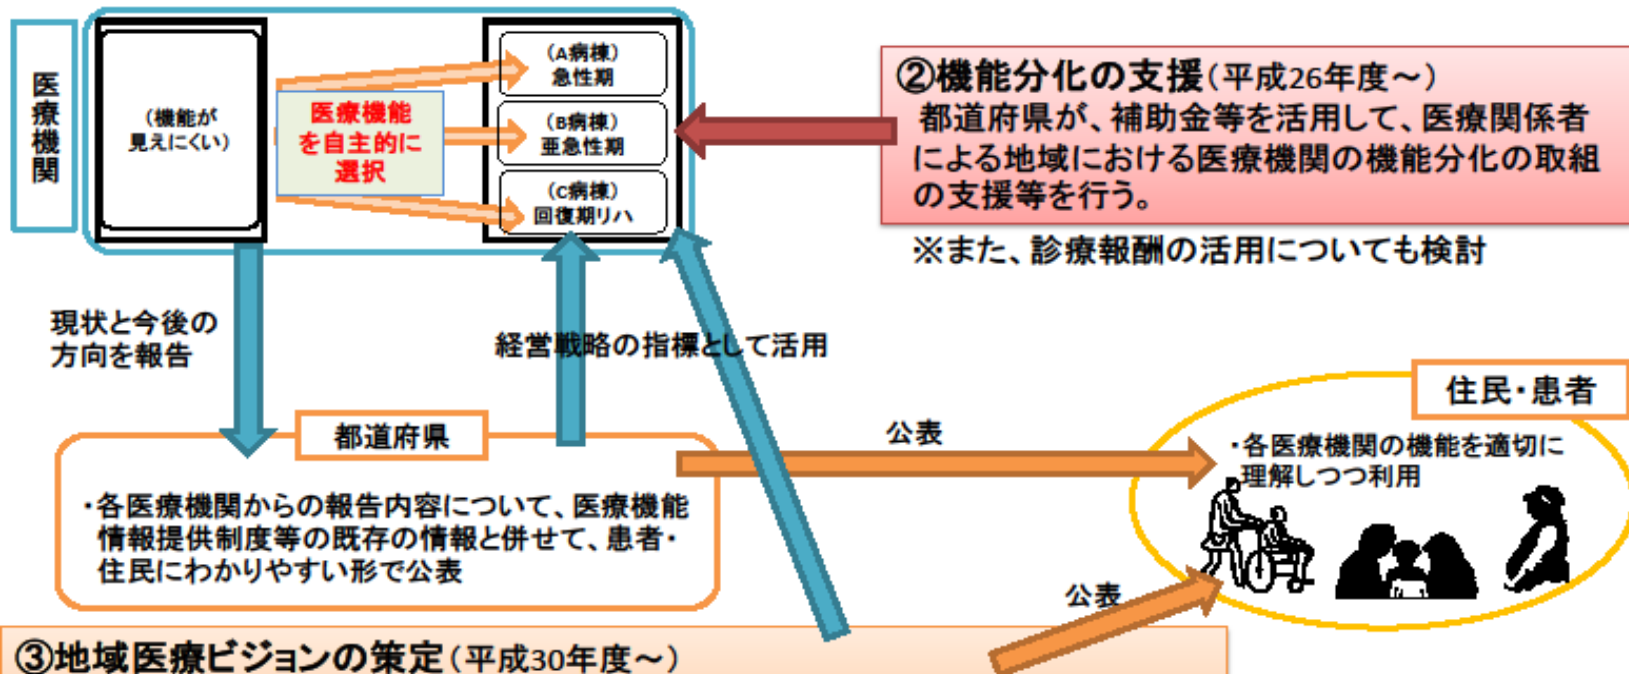 医療機関
(機能が
見えにくい)
医療機能
を自主的に
選択
(A病棟)
急性期
(B病棟)
亜急性期
(C病棟)
回復期リハ
②機能分化の支援(平成26年度~)
都道府県が、補助金等を活用して、医療関係者
による地域における医療機関の機能分化の取組
の支援等を行う。
※また、診療報酬の活用についても検討
現状と今後の
方向を報告
経営戦略の指標として活用
都道府県
・各医療機関からの報告内容について、医療機能
情報提供制度等の既存の情報と併せて、患者・
住民にわかりやすい形で公表
公表
住民・患者
・各医療機関の機能を適切に
理解しつつ利用
公表
③地域医療ビジョンの策定(平成30年度~)